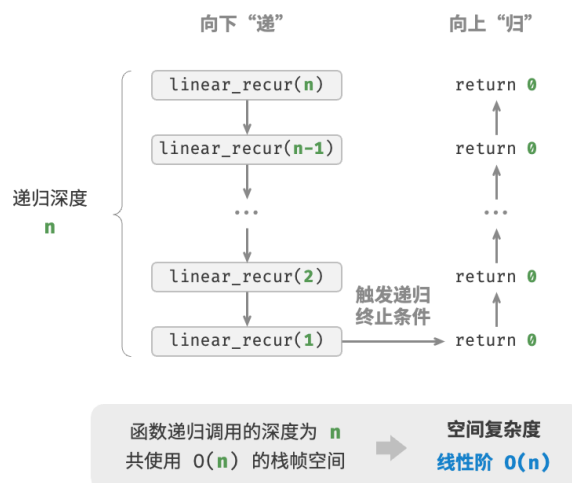 向下“递” 向上“归”
linear_recur(n) return 0
linear_recur(n-1) return 0
递归深度
n
... ...
linear_recur(2) return 0
触发递归
终止条件
linear_recur(1) return 0
函数递归调用的深度为 n
共使用 O(n) 的栈帧空间
空间复杂度
线性阶 O(n)